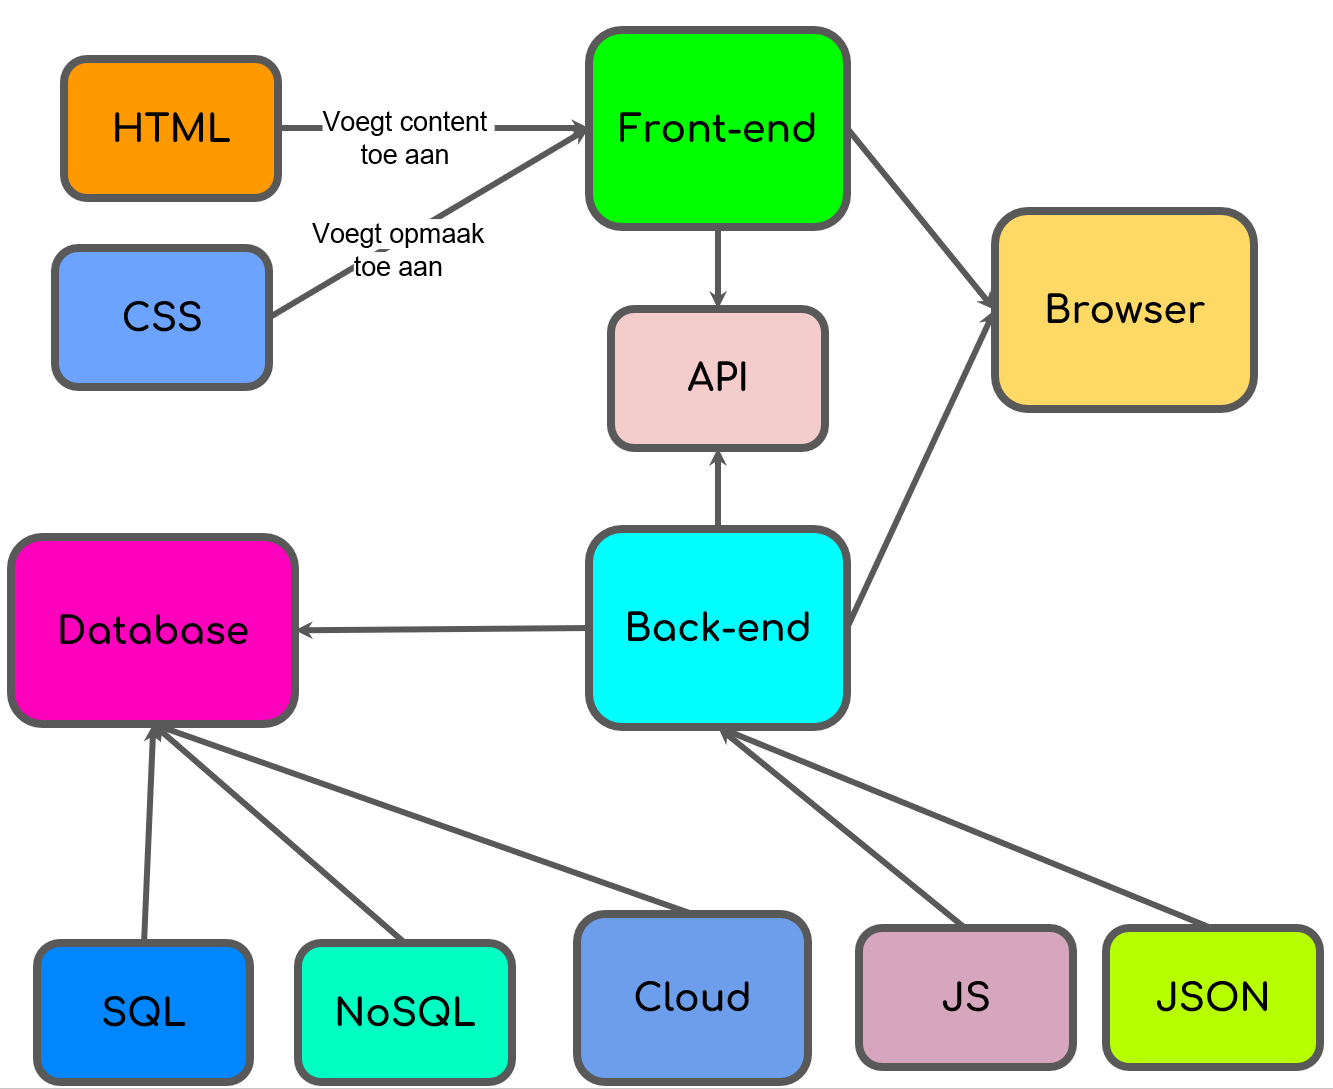 HTML
Voegt content
toe aan
Front-end
CSS
Voegt opmaak
toe aan
Browser
API
Database
Back-end
SQL
NoSQL
Cloud
JS
JSON